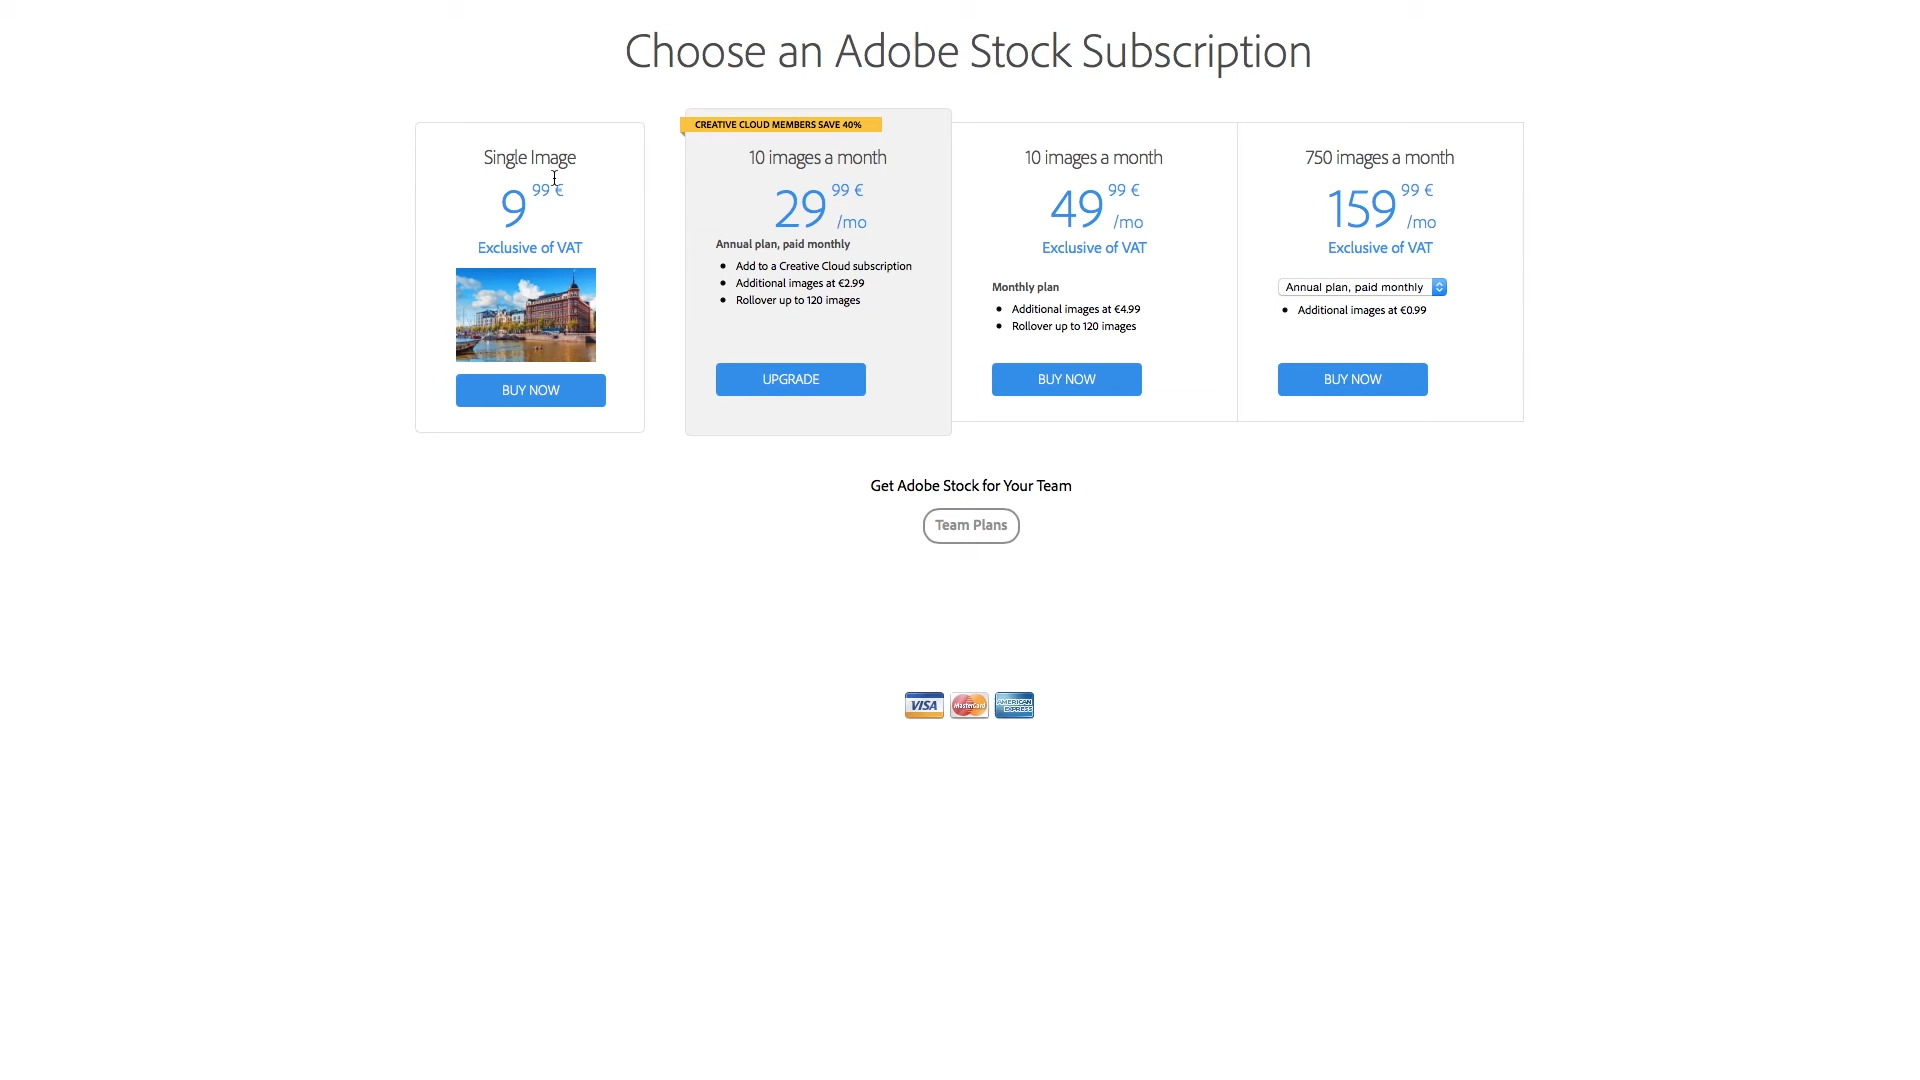 Choose an Adobe Stock Subscription
Single Image
9 99 €
Exclusive of VAT
BUY NOW
CREATIVE CLOUD MEMBERS SAVE 40%
10 images a month
29 99 € /mo
Annual plan, paid monthly
Add to a Creative Cloud subscription
Additional images at €2.99
Rollover up to 120 images
UPGRADE
10 images a month
49 99 € /mo
Exclusive of VAT
Monthly plan
Additional images at €4.99
Rollover up to 120 images
BUY NOW
750 images a month
159 99 € /mo
Exclusive of VAT
Annual plan, paid monthly
Additional images at €0.99
BUY NOW
Get Adobe Stock for Your Team
Team Plans
VISA MasterCard AMERICAN EXPRESS